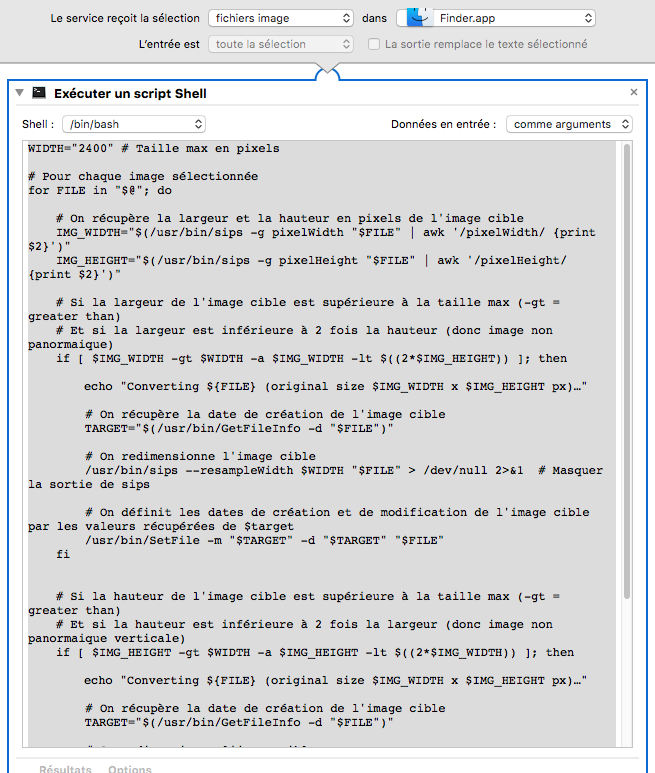 Le service reçoit la sélection fichiers image dans Finder.app
L'entrée est toute la sélection La sortie remplace le texte sélectionné
Exécuter un script Shell
Shell : /bin/bash Données en entrée : comme arguments
WIDTH="2400" # Taille max en pixels
# Pour chaque image sélectionnée
for FILE in "$@"; do
# On récupère la largeur et la hauteur en pixels de l'image cible
IMG_WIDTH="$(/usr/bin/sips -g pixelWidth "$FILE" | awk '/pixelWidth/ {print
$2}')"
IMG_HEIGHT="$(/usr/bin/sips -g pixelHeight "$FILE" | awk '/pixelHeight/
{print $2}')"
# Si la largeur de l'image cible est supérieure à la taille max (-gt =
greater than)
# Et si la largeur est inférieure à 2 fois la hauteur (donc image non
panormaique)
if [ $IMG_WIDTH -gt $WIDTH -a $IMG_WIDTH -lt $((2*$IMG_HEIGHT)) ]; then
echo "Converting ${FILE} (original size $IMG_WIDTH x $IMG_HEIGHT px)…"
# On récupère la date de création de l'image cible
TARGET="$(/usr/bin/GetFileInfo -d "$FILE")"
# On redimensionne l'image cible
/usr/bin/sips --resampleWidth $WIDTH "$FILE" > /dev/null 2>&1 # Masquer
la sortie de sips
# On définit les dates de création et de modification de l'image cible
par les valeurs récupérées de $target
/usr/bin/SetFile -m "$TARGET" -d "$TARGET" "$FILE"
fi
# Si la hauteur de l'image cible est supérieure à la taille max (-gt =
greater than)
# Et si la hauteur est inférieure à 2 fois la largeur (donc image non
panormaique verticale)
if [ $IMG_HEIGHT -gt $WIDTH -a $IMG_HEIGHT -lt $((2*$IMG_WIDTH)) ]; then
echo "Converting ${FILE} (original size $IMG_WIDTH x $IMG_HEIGHT px)…"
# On récupère la date de création de l'image cible
TARGET="$(/usr/bin/GetFileInfo -d "$FILE")"
Résultats Options